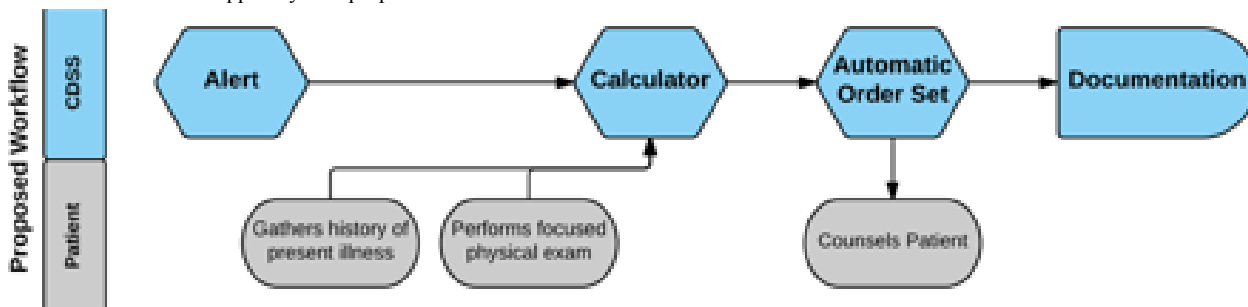 Proposed Workflow
CDSS
Alert
Calculator
Automatic
Order Set
Documentation
Patient
Gathers history of
present illness
Performs focused
physical exam
Counsels Patient